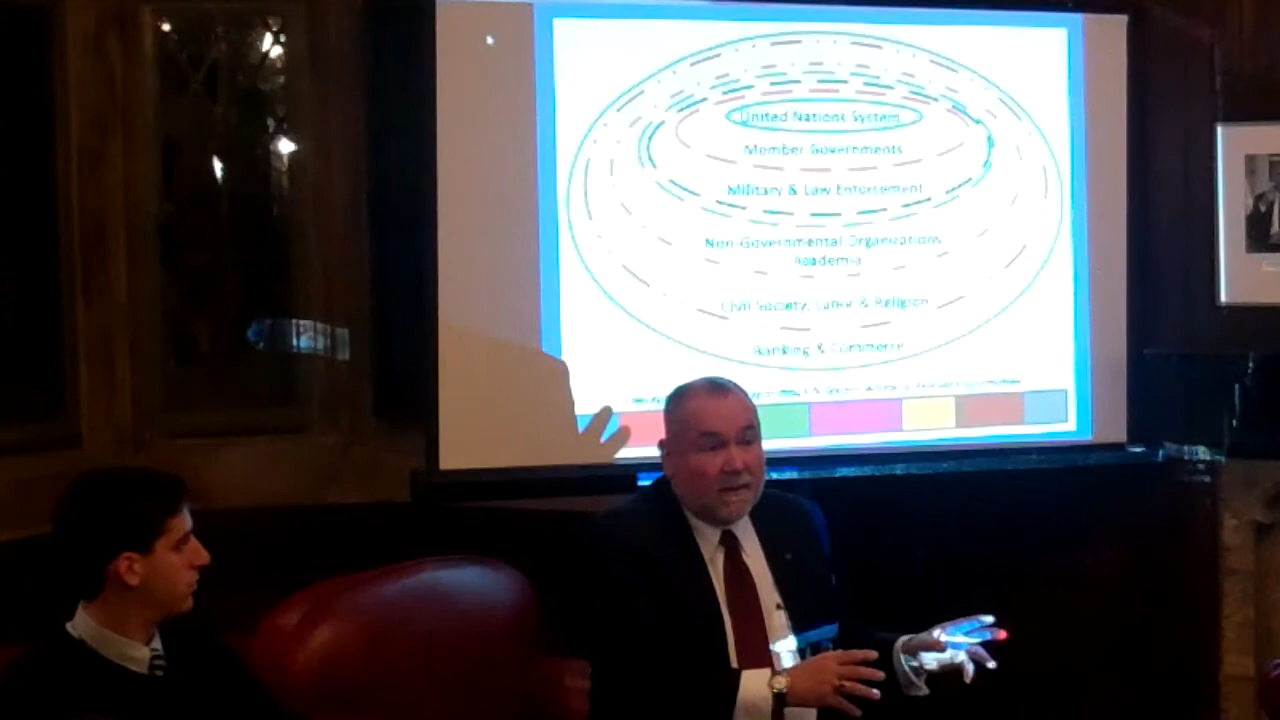 United Nations System
Member Governments
Military & Law Enforcement
Non-Governmental Organizations
Academia
Civil Society, Labor & Religion
Banking & Commerce